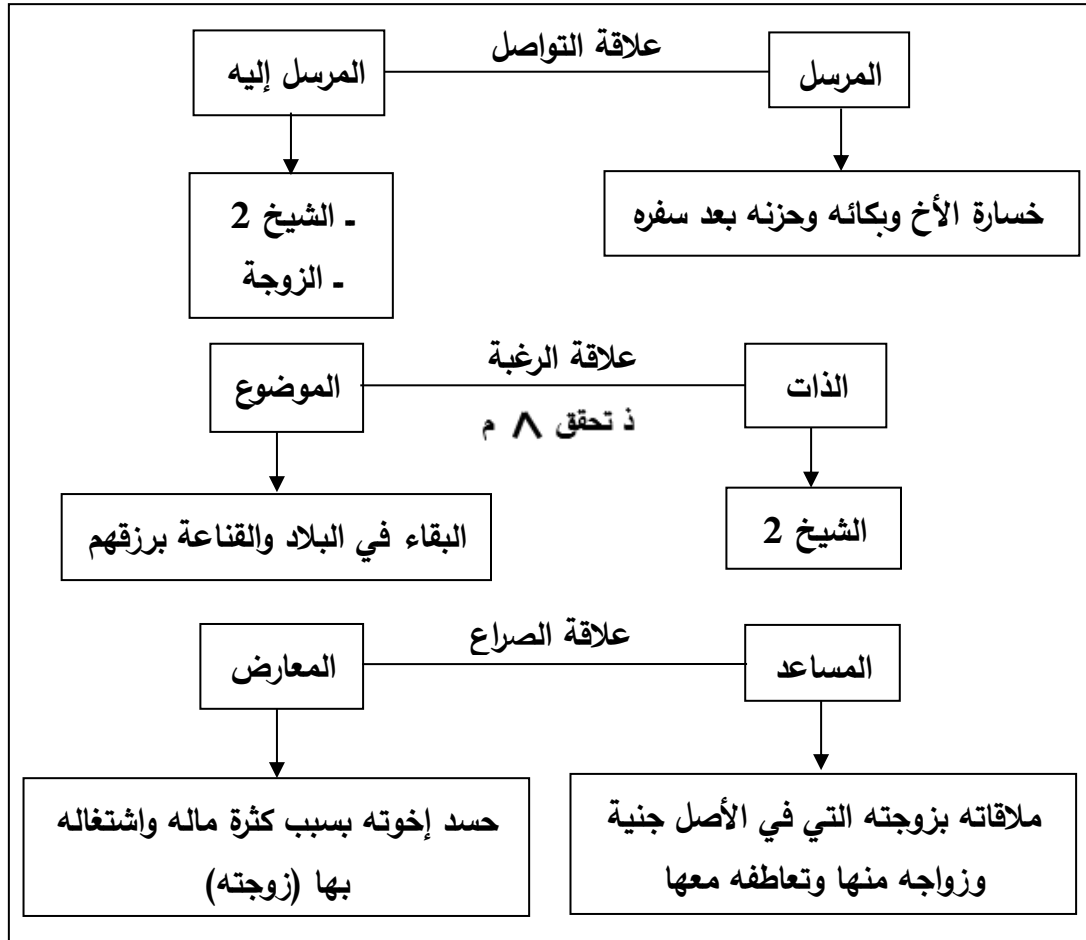 علاقة التواصل
المرسل
المرسل إليه
خسارة الأخ وبكائه وحزنه بعد سفره
ـ الشيخ 2
ـ الزوجة
علاقة الرغبة
الذات
الموضوع
ذ تحقق ∧ م
الشيخ 2
البقاء في البلاد والقناعة برزقهم
علاقة الصراع
المساعد
المعارض
ملاقاته بزوجته التي في الأصل جنية
وزواجه منها وتعاطفه معها
حسد إخوته بسبب كثرة ماله واشتغاله
بها (زوجته)